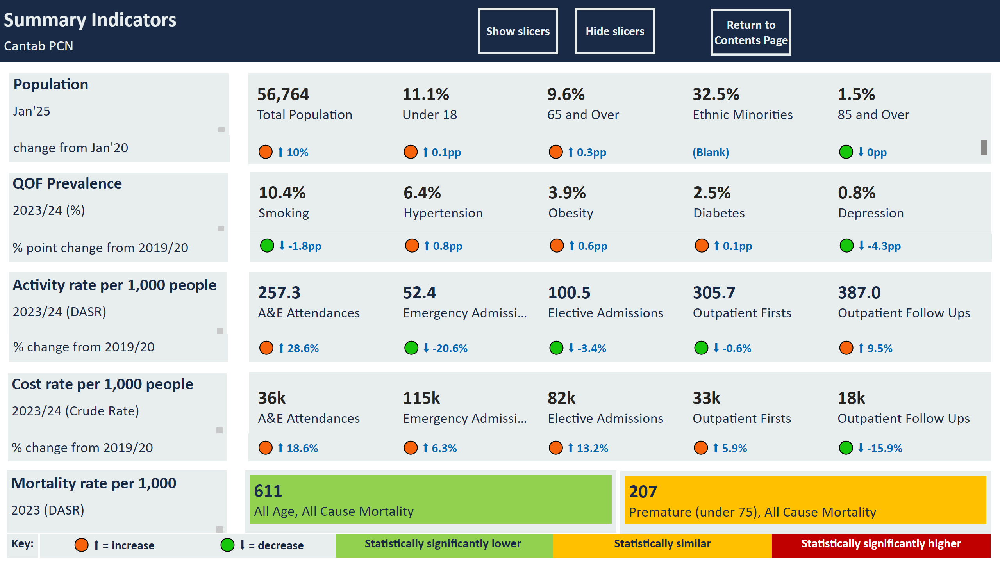 Summary Indicators
Cantab PCN
Show slicers
Hide slicers
Return to
Contents Page
Population
Jan'25
change from Jan'20
56,764
Total Population
⬆ 10%
11.1%
Under 18
⬆ 0.1pp
9.6%
65 and Over
⬆ 0.3pp
32.5%
Ethnic Minorities
(Blank)
1.5%
85 and Over
⬇ 0pp
QOF Prevalence
2023/24 (%)
% point change from 2019/20
10.4%
Smoking
⬇ -1.8pp
6.4%
Hypertension
⬆ 0.8pp
3.9%
Obesity
⬆ 0.6pp
2.5%
Diabetes
⬆ 0.1pp
0.8%
Depression
⬇ -4.3pp
Activity rate per 1,000 people
2023/24 (DASR)
% change from 2019/20
257.3
A&E Attendances
⬆ 28.6%
52.4
Emergency Admissi...
⬇ -20.6%
100.5
Elective Admissions
⬇ -3.4%
305.7
Outpatient Firsts
⬇ -0.6%
387.0
Outpatient Follow Ups
⬆ 9.5%
Cost rate per 1,000 people
2023/24 (Crude Rate)
% change from 2019/20
36k
A&E Attendances
⬆ 18.6%
115k
Emergency Admissi...
⬆ 6.3%
82k
Elective Admissions
⬆ 13.2%
33k
Outpatient Firsts
⬆ 5.9%
18k
Outpatient Follow Ups
⬇ -15.9%
Mortality rate per 1,000
2023 (DASR)
611
All Age, All Cause Mortality
207
Premature (under 75), All Cause Mortality
Key:
⬆ = increase
⬇ = decrease
Statistically significantly lower
Statistically similar
Statistically significantly higher